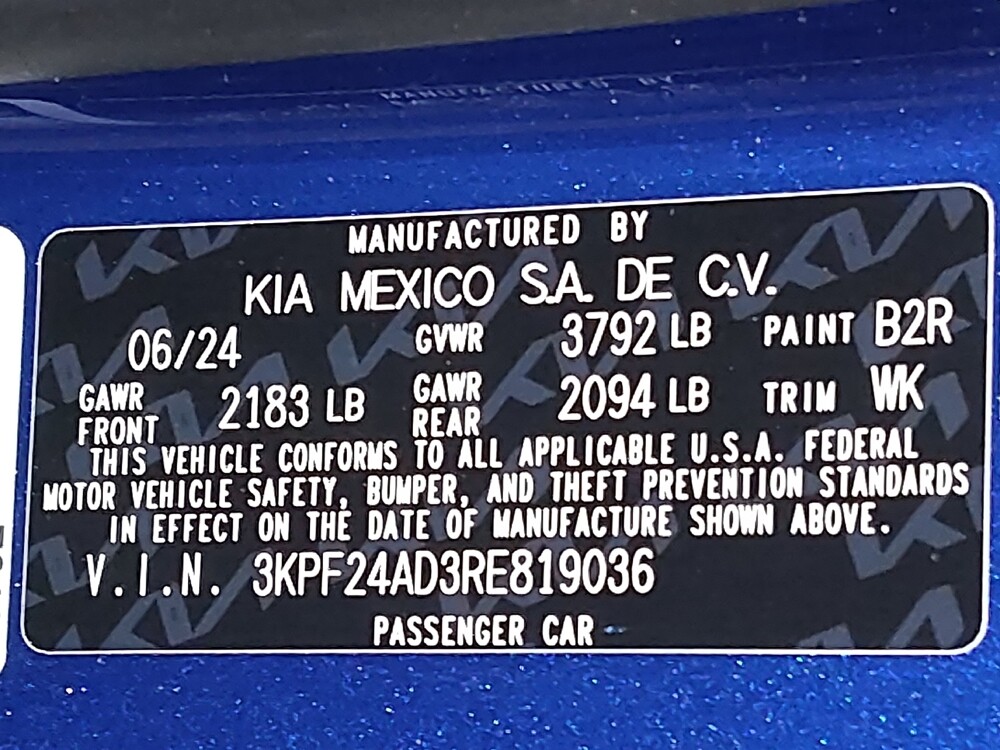 MANUFACTURED BY
KIA MEXICO S.A. DE C.V.
06/24 GVWR 3792 LB PAINT B2R
GAWR FRONT 2183 LB GAWR REAR 2094 LB TRIM WK
THIS VEHICLE CONFORMS TO ALL APPLICABLE U.S.A. FEDERAL
MOTOR VEHICLE SAFETY, BUMPER, AND THEFT PREVENTION STANDARDS
IN EFFECT ON THE DATE OF MANUFACTURE SHOWN ABOVE.
V.I.N. 3KPF24AD3RE819036
PASSENGER CAR